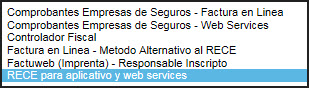 Comprobantes Empresas de Seguros - Factura en Linea
Comprobantes Empresas de Seguros - Web Services
Controlador Fiscal
Factura en Linea - Metodo Alternativo al RECE
Factuweb (Imprenta) - Responsable Inscripto
RECE para aplicativo y web services